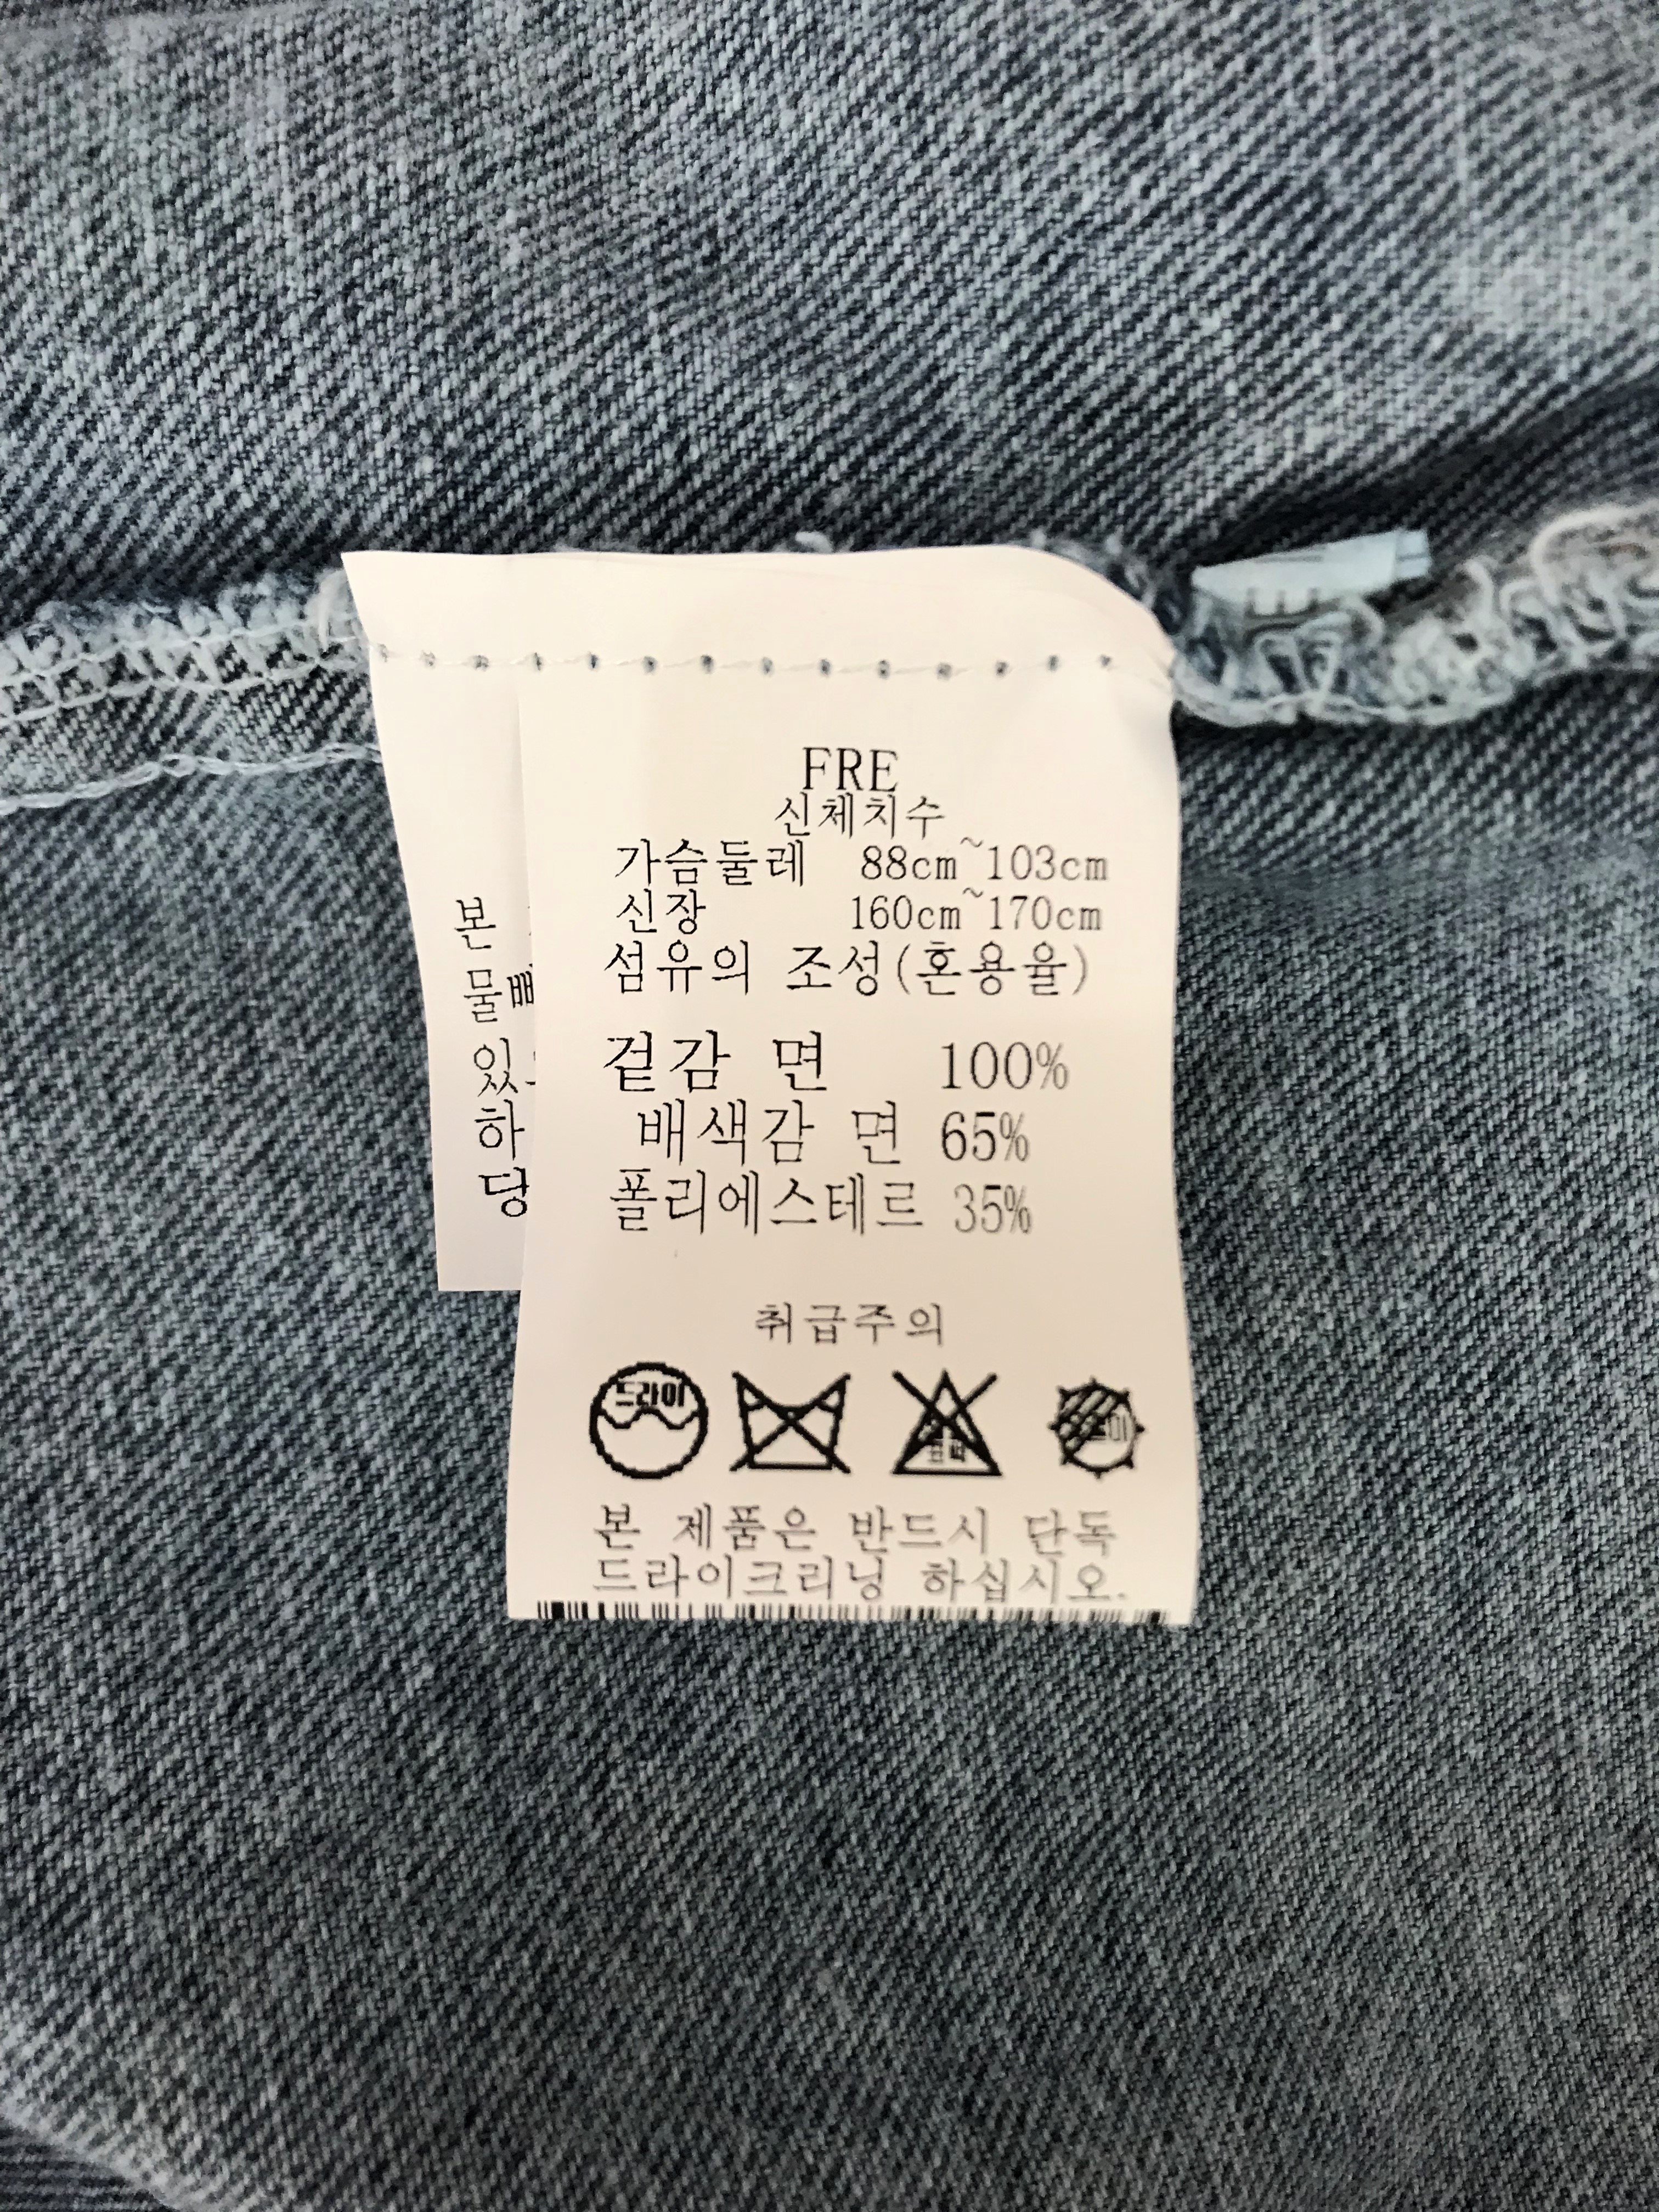 FRE
신체치수
가슴둘레 88cm~103cm
신장 160cm~170cm
섬유의 조성(혼용율)
겉감 면 100%
배색감 면 65%
폴리에스테르 35%
취급주의
드라이
본 제품은 반드시 단독
드라이크리닝 하십시오.
본
물빠
있
하
당